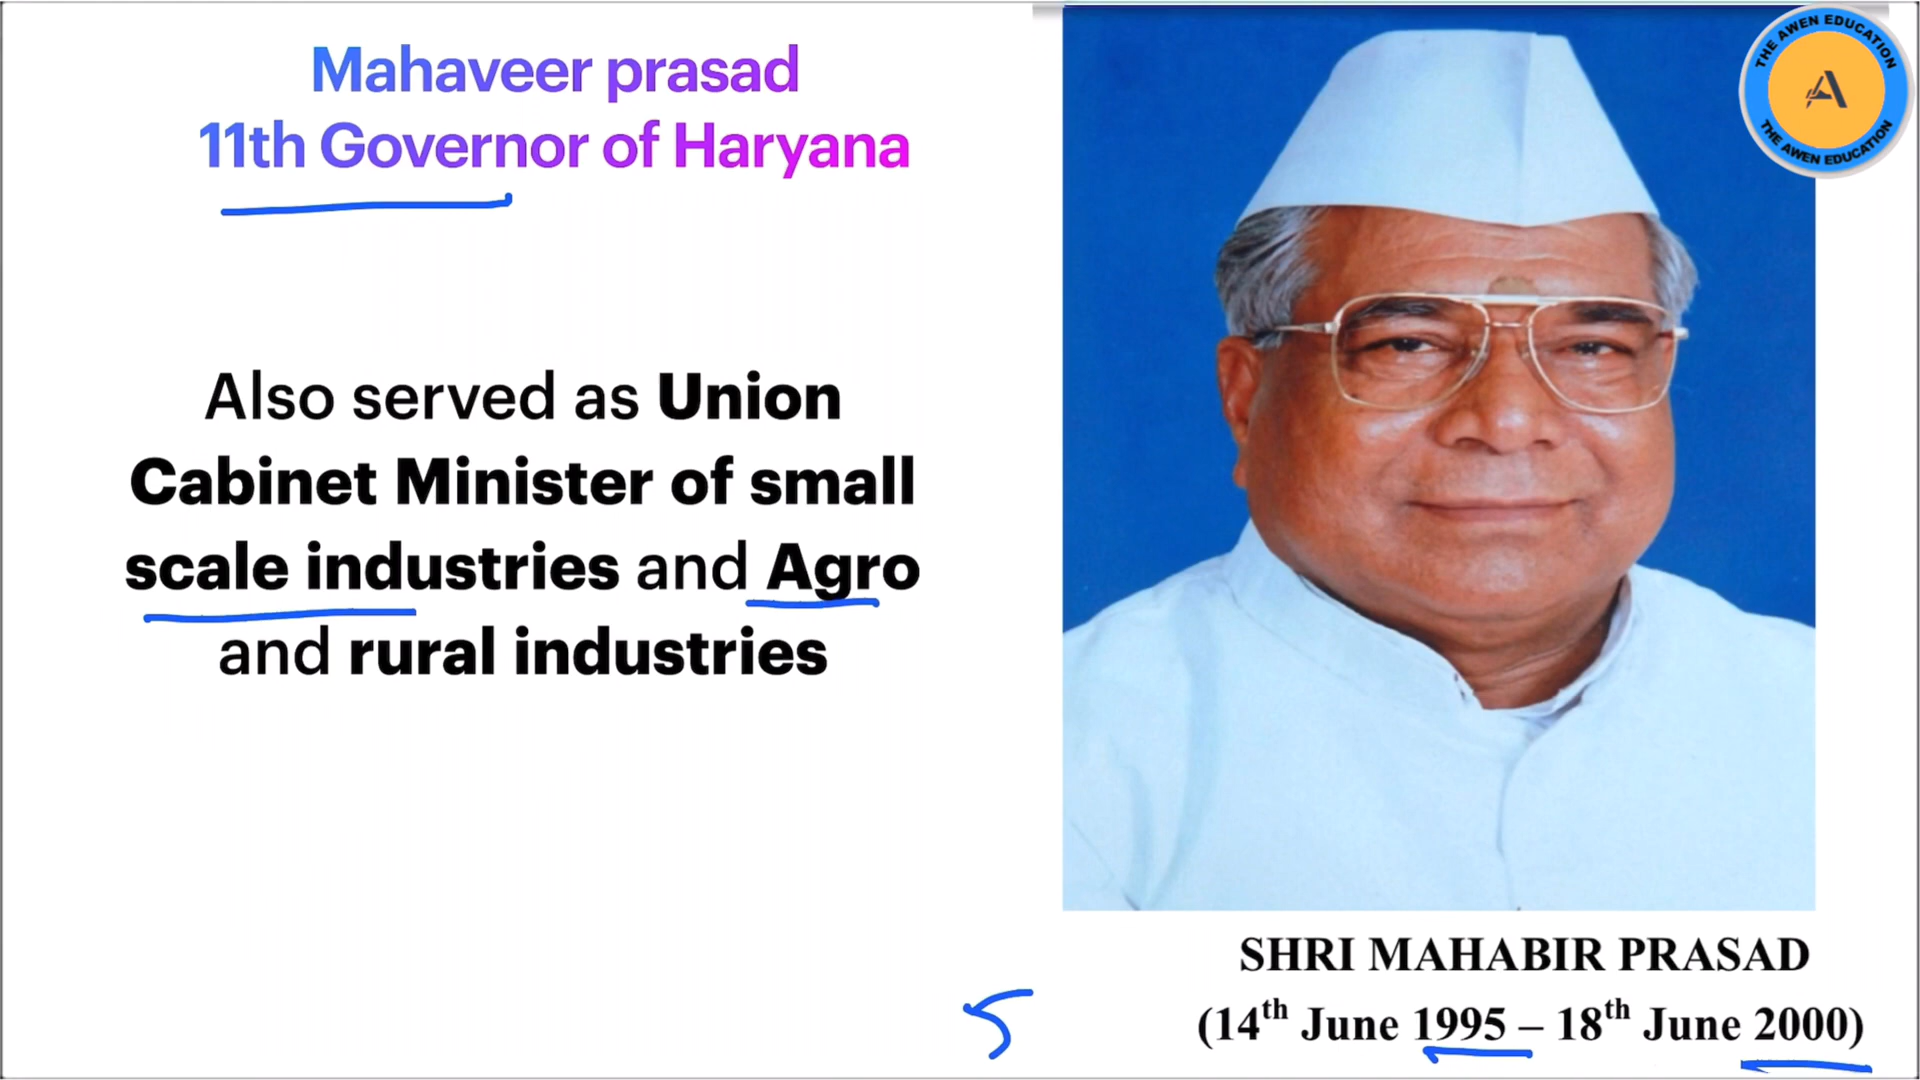 Mahaveer prasad
11th Governor of Haryana
Also served as Union
Cabinet Minister of small
scale industries and Agro
and rural industries
THE AWEN EDUCATION
A
THE AWEN EDUCATION
SHRI MAHABIR PRASAD
(14th June 1995 – 18th June 2000)
5